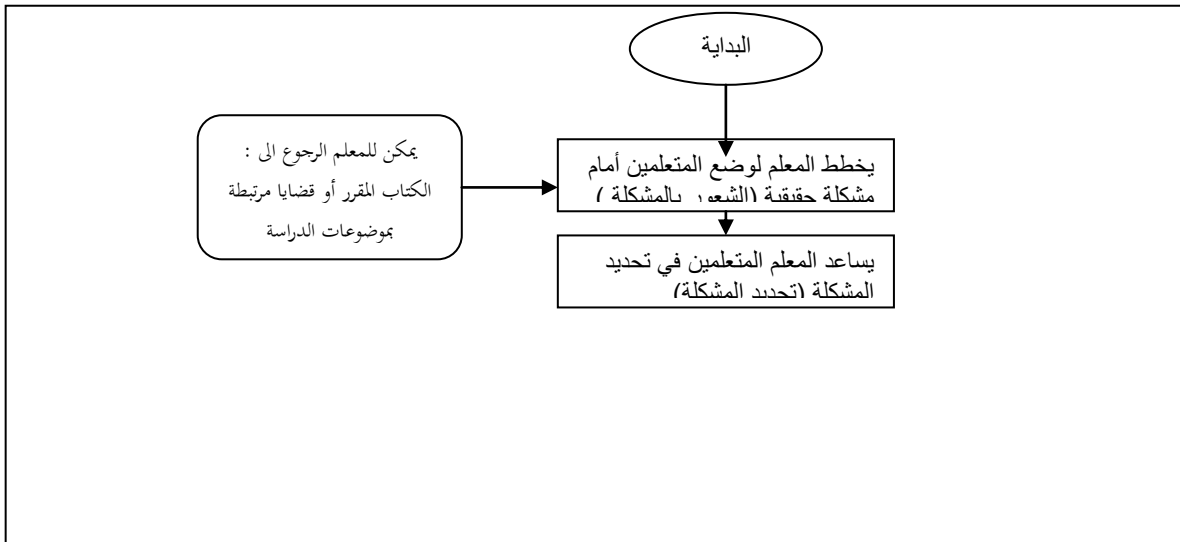 البداية
يمكن للمعلم الرجوع الى :
الكتاب المقرر أو قضايا مرتبطة
بموضوعات الدراسة
يخطط المعلم لوضع المتعلمين أمام
مشكلة حقيقية (الشعور بالمشكلة )
يساعد المعلم المتعلمين في تحديد
المشكلة (تحديد المشكلة)